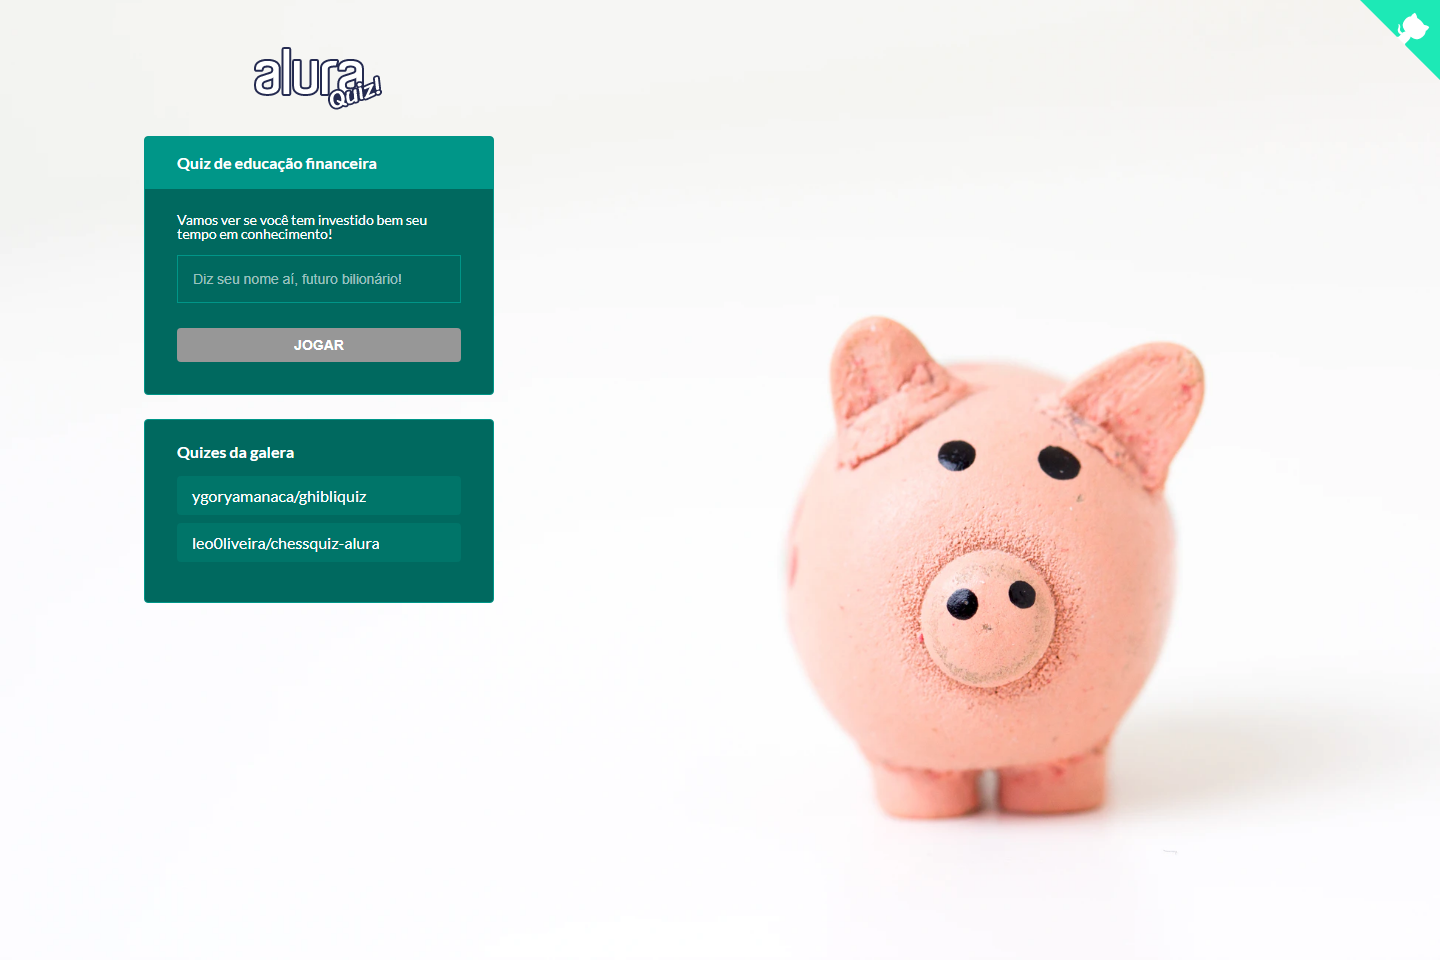 alura
Quiz!
Quiz de educação financeira
Vamos ver se você tem investido bem seu
tempo em conhecimento!
Diz seu nome aí, futuro bilionário!
JOGAR
Quizes da galera
ygoryamanaca/ghibliquiz
leo0liveira/chessquiz-alura